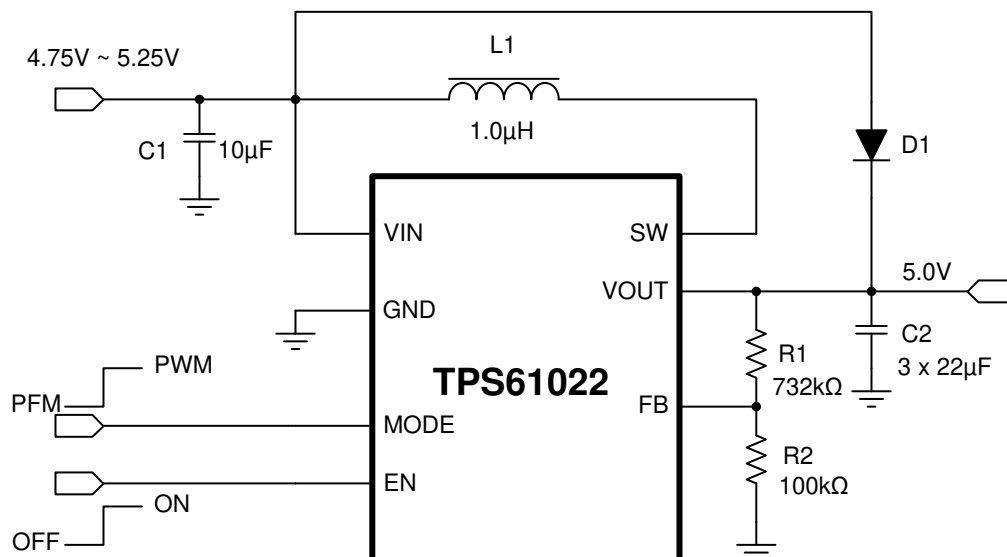 L1
4.75V ~ 5.25V
1.0µH
C1
10µF
D1
VIN
SW
5.0V
VOUT
GND
C2
3 x 22µF
R1
732kΩ
PWM
PFM
TPS61022
FB
MODE
R2
100kΩ
EN
ON
OFF